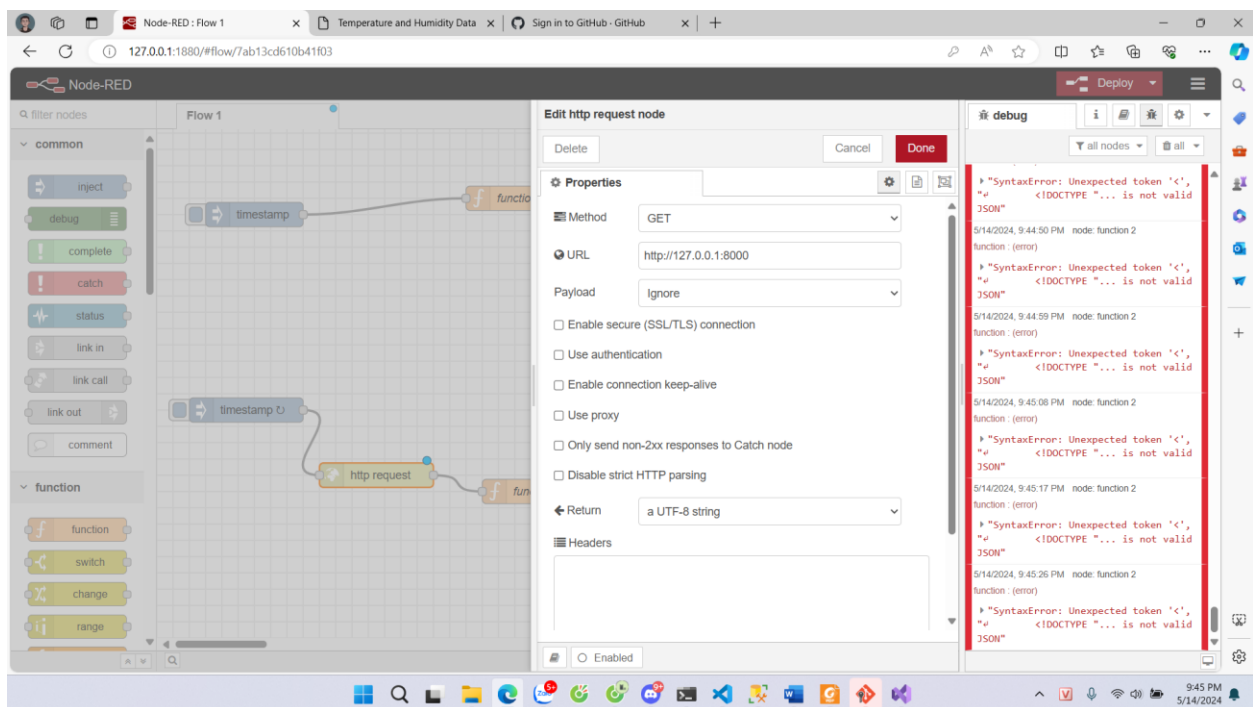 Node-RED : Flow 1
Temperature and Humidity Data
Sign in to GitHub · GitHub
127.0.0.1:1880/#flow/7ab13cd610b41f03
Node-RED
Deploy
filter nodes
Flow 1
Edit http request node
debug
i
common
Delete
Cancel
Done
all nodes
all
inject
debug
complete
catch
status
link in
link call
link out
comment
function
function
switch
change
range
timestamp
functio
timestamp ↻
http request
fun
Properties
Method
GET
URL
http://127.0.0.1:8000
Payload
Ignore
Enable secure (SSL/TLS) connection
Use authentication
Enable connection keep-alive
Use proxy
Only send non-2xx responses to Catch node
Disable strict HTTP parsing
Return
a UTF-8 string
Headers
Enabled
"SyntaxError: Unexpected token '<',
"↵ <!DOCTYPE "... is not valid
JSON"
5/14/2024, 9:44:50 PM node: function 2
function : (error)
"SyntaxError: Unexpected token '<',
"↵ <!DOCTYPE "... is not valid
JSON"
5/14/2024, 9:44:59 PM node: function 2
function : (error)
"SyntaxError: Unexpected token '<',
"↵ <!DOCTYPE "... is not valid
JSON"
5/14/2024, 9:45:08 PM node: function 2
function : (error)
"SyntaxError: Unexpected token '<',
"↵ <!DOCTYPE "... is not valid
JSON"
5/14/2024, 9:45:17 PM node: function 2
function : (error)
"SyntaxError: Unexpected token '<',
"↵ <!DOCTYPE "... is not valid
JSON"
5/14/2024, 9:45:26 PM node: function 2
function : (error)
"SyntaxError: Unexpected token '<',
"↵ <!DOCTYPE "... is not valid
JSON"
Zalo
5+
9+
V
9:45 PM
5/14/2024